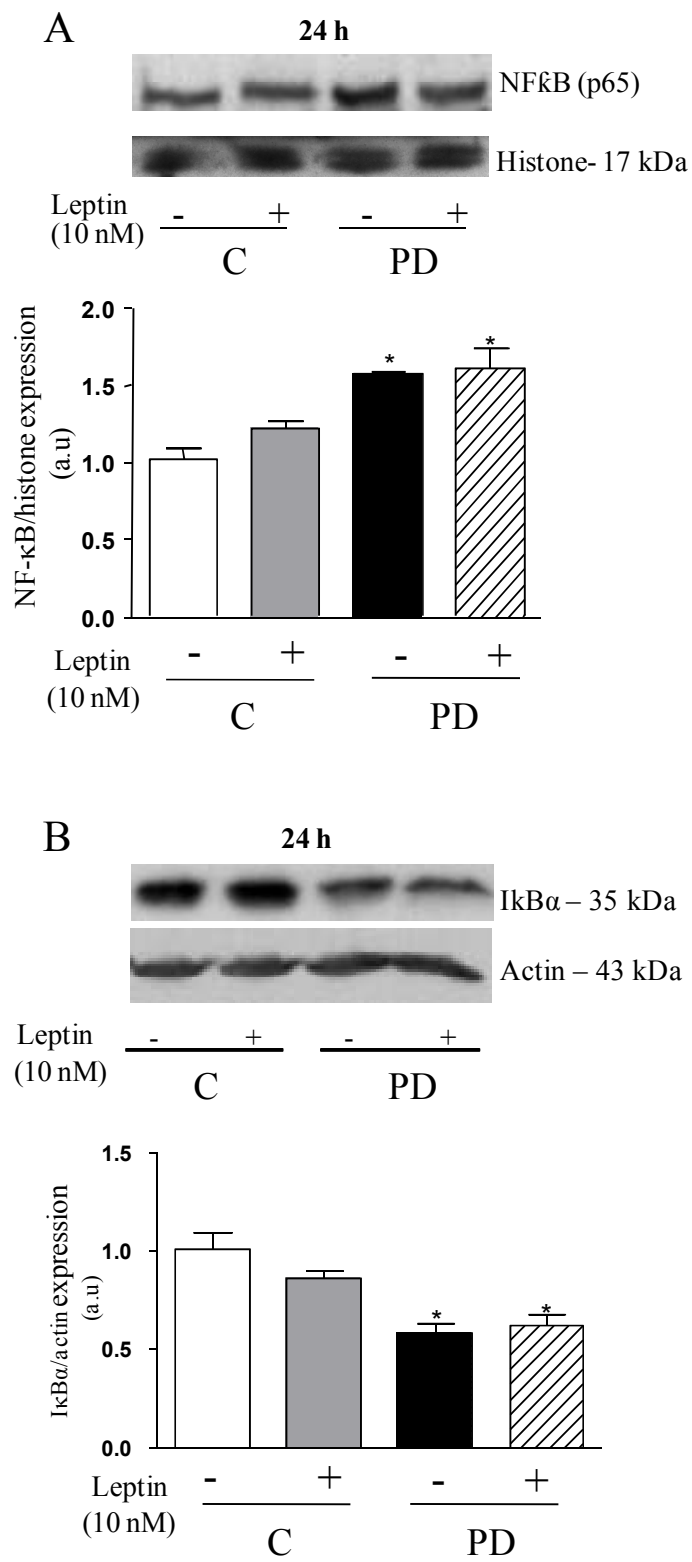 A
24 h
NFƙB (p65)
Histone- 17 kDa
Leptin
(10 nM)
- + - +
C PD
NF-κB/histone expression
(a.u)
2.0
1.5
1.0
0.5
0.0
* *
Leptin
(10 nM)
- + - +
C PD
B
24 h
IkBα – 35 kDa
Actin – 43 kDa
Leptin
(10 nM)
- + - +
C PD
IκBα/actin expression
(a.u)
1.5
1.0
0.5
0.0
* *
Leptin
(10 nM)
- + - +
C PD